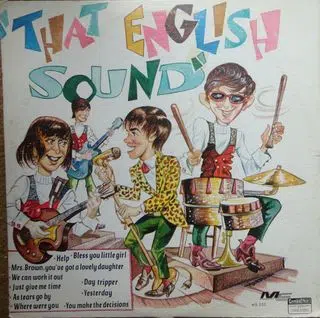 "THAT ENGLISH
SOUND"
·Help· Bless you little girl
Mrs. Brown, you've got a lovely daughter
·We can work it out
·Day tripper
·Just give me time
·As tears go by
·Yesterday
·Where were you
·You make the decisions